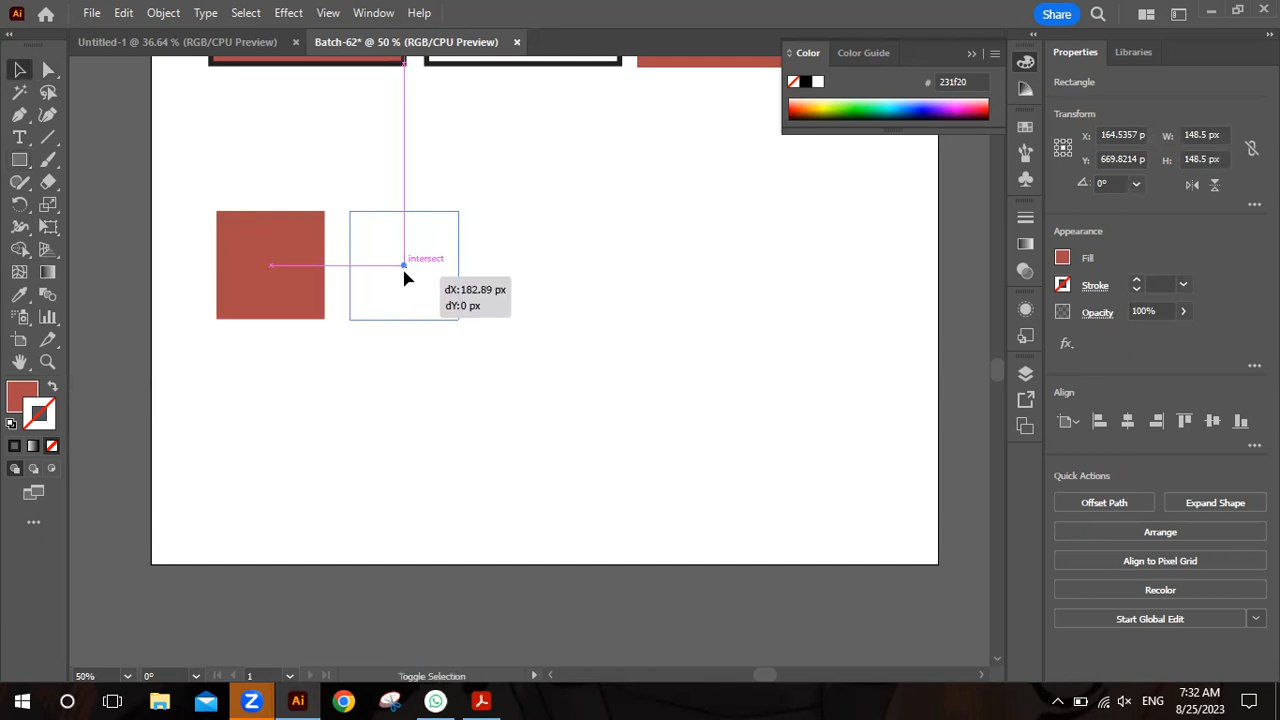 Ai
File Edit Object Type Select Effect View Window Help
Share
Untitled-1 @ 36.64 % (RGB/CPU Preview) × Batch-62* @ 50 % (RGB/CPU Preview) ×
Color Color Guide
# 231f20
Properties Libraries
Rectangle
Transform
X: 164.5357 p W: 148.5 px
Y: 669.8214 p H: 148.5 px
0°
Appearance
Fill
Stroke
Opacity 100%
fx.
Align
Quick Actions
Offset Path Expand Shape
Arrange
Align to Pixel Grid
Recolor
Start Global Edit
intersect
dX:182.89 px
dY:0 px
50% 0° 1 Toggle Selection
Z Ai
ENG
7:32 AM
8/25/2023